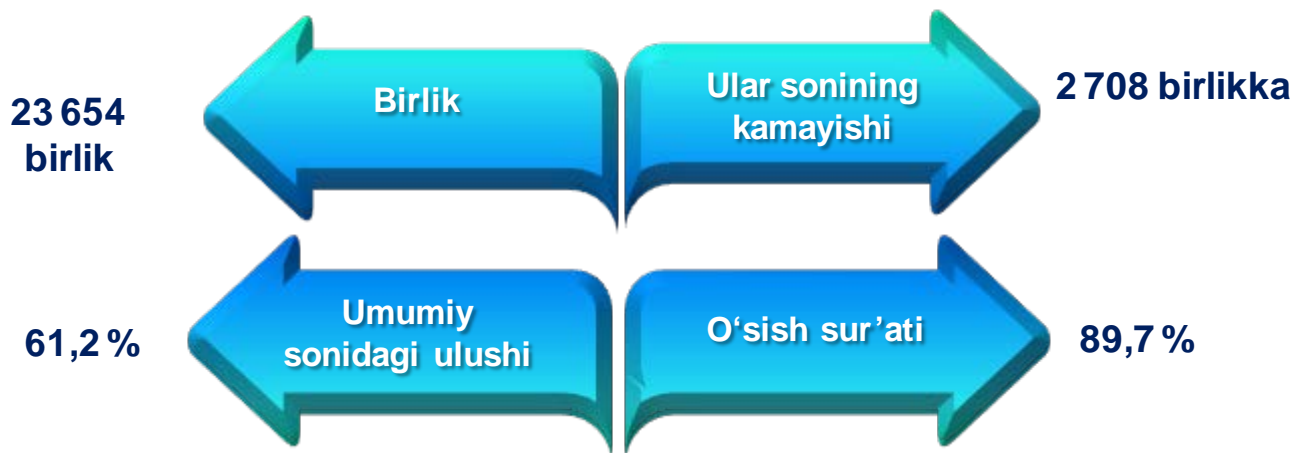 23 654
birlik
Birlik
Ular sonining
kamayishi
2 708 birlikka
61,2 %
Umumiy
sonidagi ulushi
O‘sish sur’ati
89,7 %